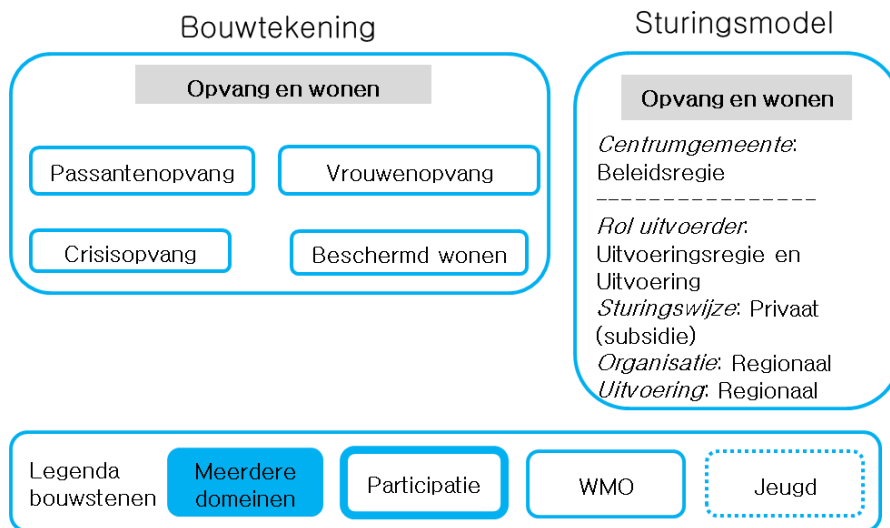 Bouwtekening
Opvang en wonen
Passantenopvang
Vrouwenopvang
Crisisopvang
Beschermd wonen
Sturingsmodel
Opvang en wonen
Centrumgemeente:
Beleidsregie
----------------
Rol uitvoerder:
Uitvoeringsregie en
Uitvoering
Sturingswijze: Privaat
(subsidie)
Organisatie: Regionaal
Uitvoering: Regionaal
Legenda
bouwstenen
Meerdere
domeinen
Participatie
WMO
Jeugd